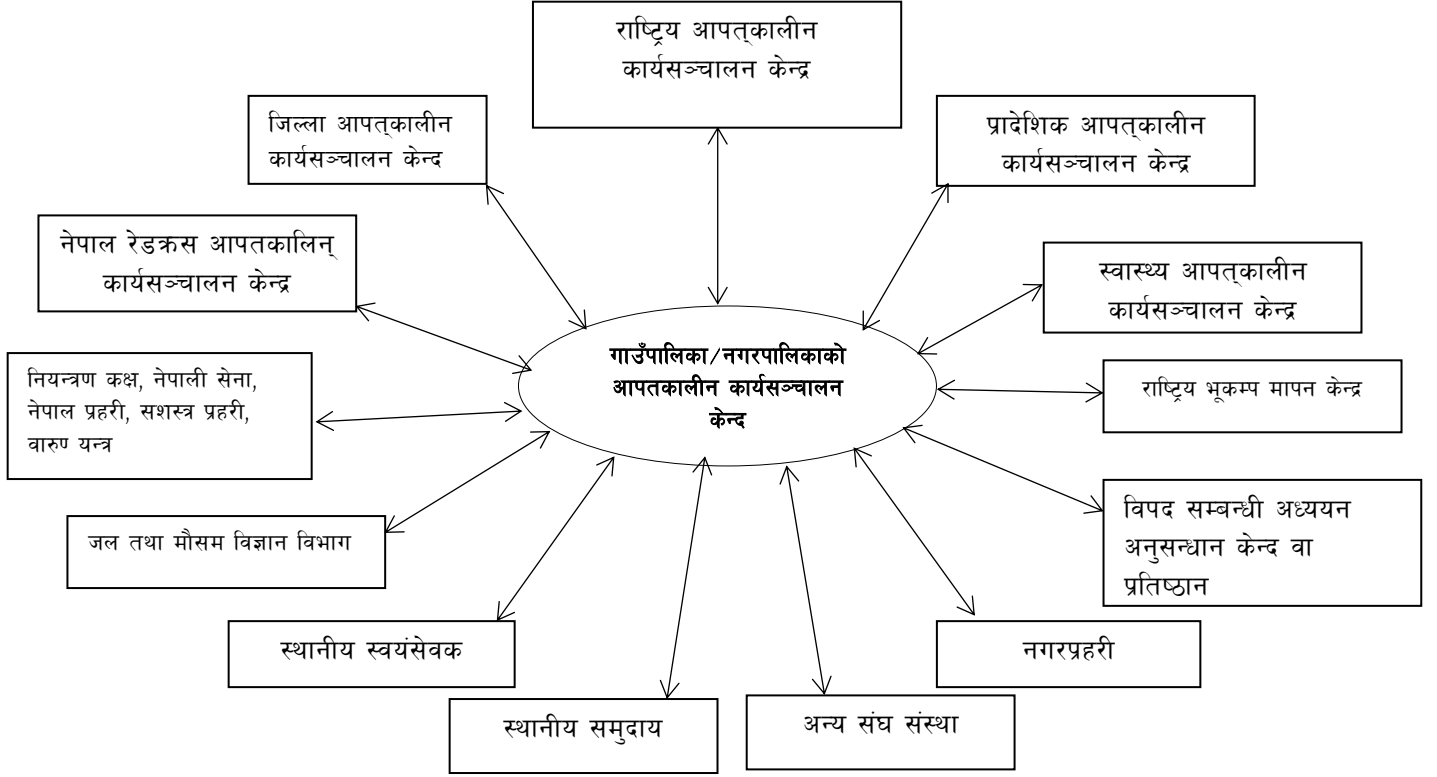 राष्ट्रिय आपत्‌कालीन
कार्यसञ्चालन केन्द्र
जिल्ला आपत्‌कालीन
कार्यसञ्चालन केन्द
प्रादेशिक आपत्‌कालीन
कार्यसञ्चालन केन्द्र
नेपाल रेडक्रस आपतकालिन्
कार्यसञ्चालन केन्द्र
स्वास्थ्य आपत्‌कालीन
कार्यसञ्चालन केन्द्र
गाउँपालिका/नगरपालिकाको
आपतकालीन कार्यसञ्चालन
केन्द
नियन्त्रण कक्ष, नेपाली सेना,
नेपाल प्रहरी, सशस्त्र प्रहरी,
वारुण यन्त्र
राष्ट्रिय भूकम्प मापन केन्द्र
जल तथा मौसम विज्ञान विभाग
विपद सम्बन्धी अध्ययन
अनुसन्धान केन्द वा
प्रतिष्ठान
स्थानीय स्वयंसेवक
नगरप्रहरी
स्थानीय समुदाय
अन्य संघ संस्था